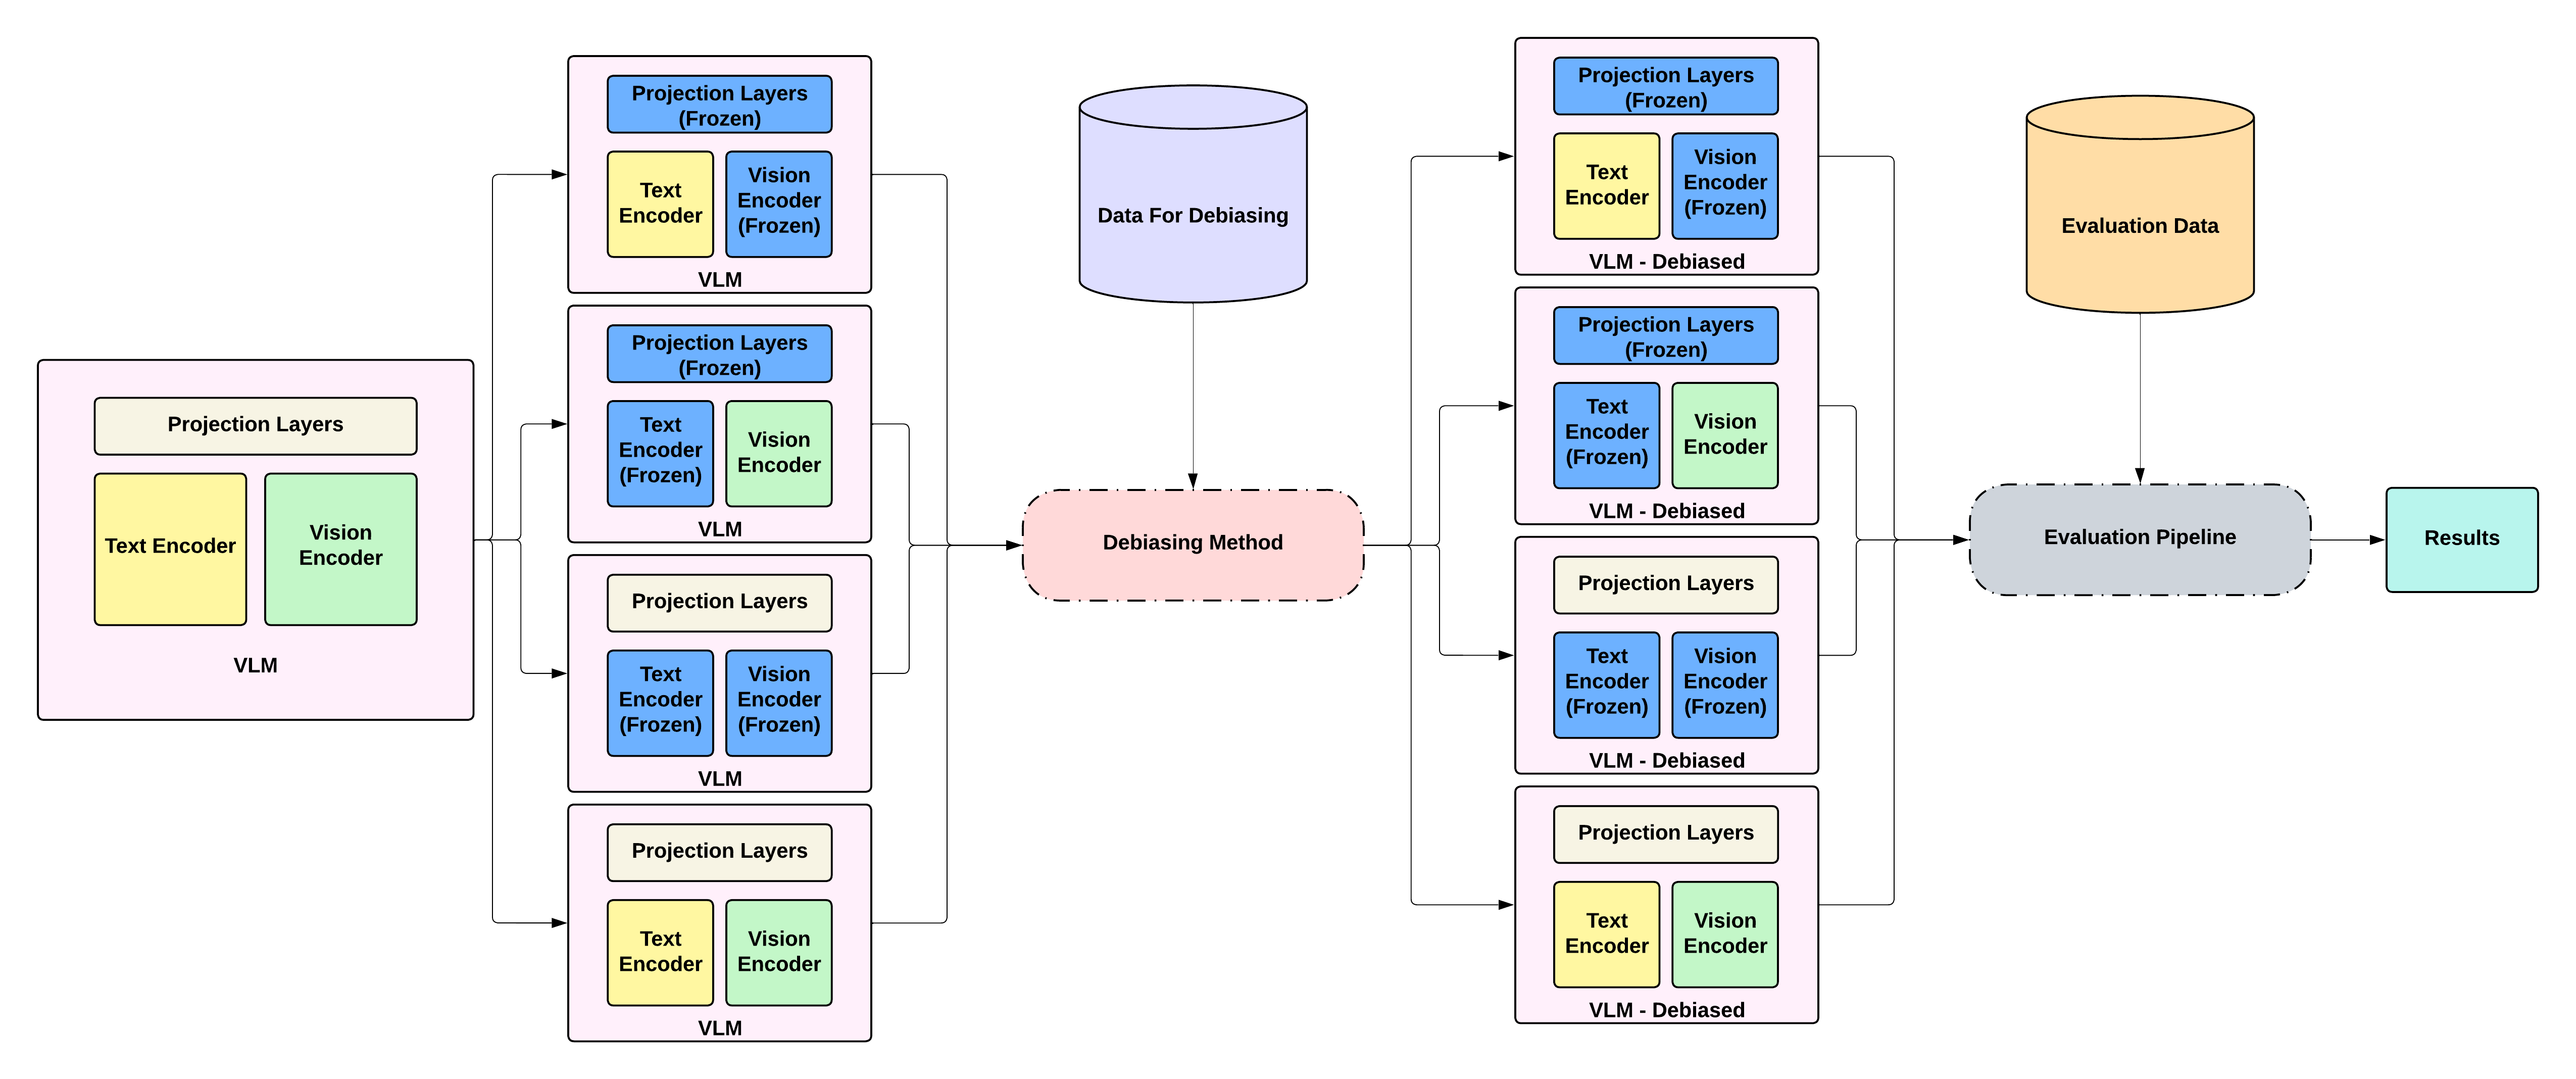 Projection Layers
Text Encoder
Vision
Encoder
VLM
Projection Layers
(Frozen)
Text
Encoder
Vision
Encoder
(Frozen)
VLM
Projection Layers
(Frozen)
Text
Encoder
(Frozen)
Vision
Encoder
VLM
Projection Layers
Text
Encoder
(Frozen)
Vision
Encoder
(Frozen)
VLM
Projection Layers
Text
Encoder
Vision
Encoder
VLM
Data For Debiasing
Debiasing Method
Projection Layers
(Frozen)
Text
Encoder
Vision
Encoder
(Frozen)
VLM - Debiased
Projection Layers
(Frozen)
Text
Encoder
(Frozen)
Vision
Encoder
VLM - Debiased
Projection Layers
Text
Encoder
(Frozen)
Vision
Encoder
(Frozen)
VLM - Debiased
Projection Layers
Text
Encoder
Vision
Encoder
VLM - Debiased
Evaluation Data
Evaluation Pipeline
Results